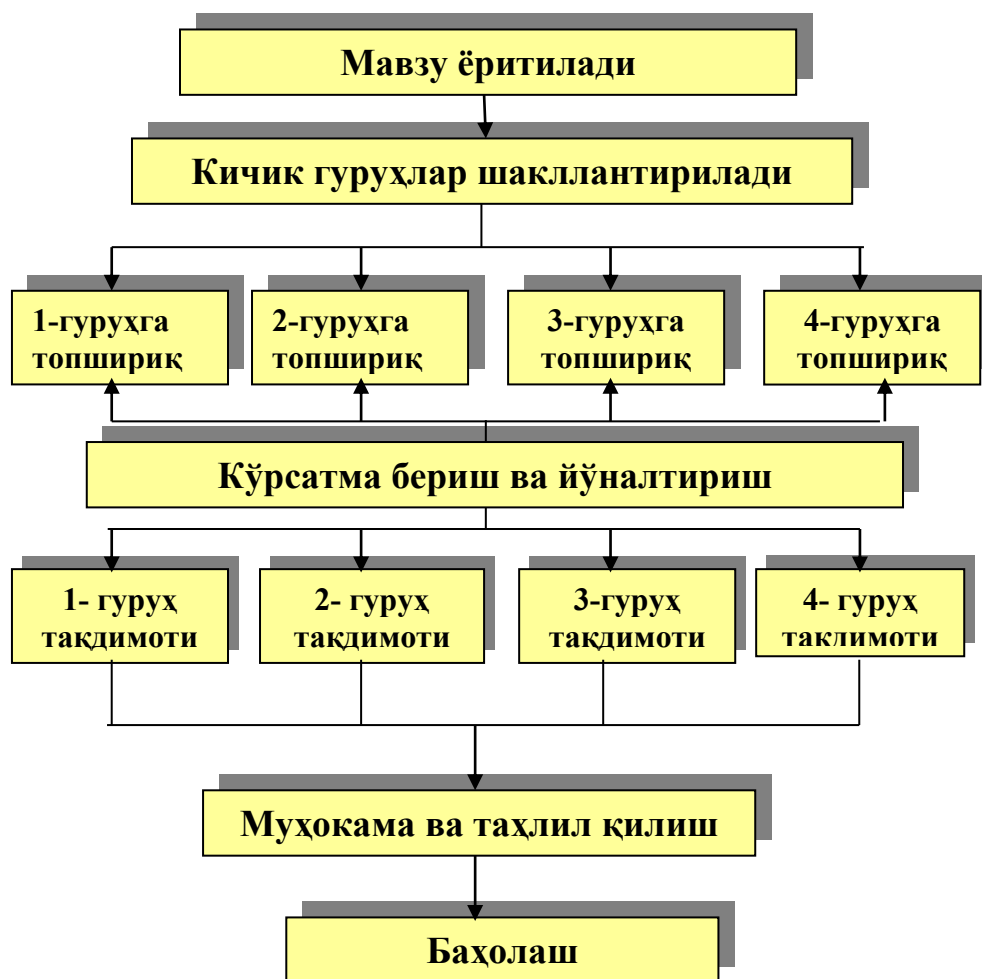 Мавзу ёритилади
Кичик гуруҳлар шакллантирилади
1-гуруҳга
топшириқ
2-гуруҳга
топшириқ
3-гуруҳга
топшириқ
4-гуруҳга
топшириқ
Кўрсатма бериш ва йўналтириш
1- гуруҳ
тақдимоти
2- гуруҳ
тақдимоти
3-гуруҳ
тақдимоти
4- гуруҳ
тақдимоти
Муҳокама ва таҳлил қилиш
Баҳолаш